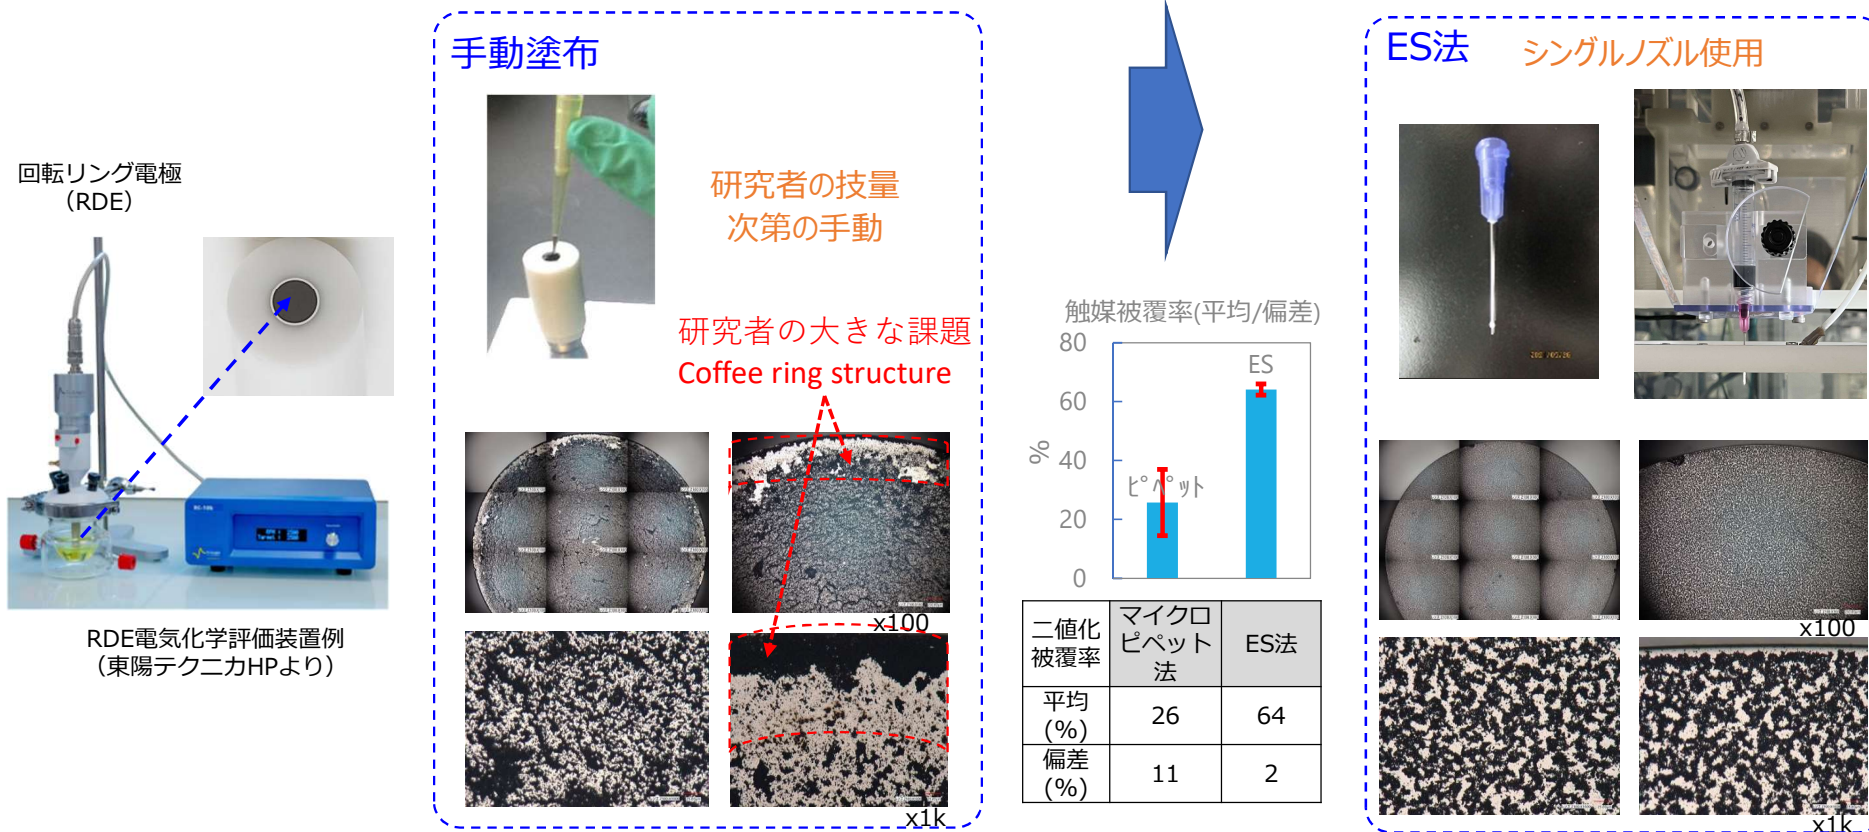 回転リング電極
（RDE）
RDE電気化学評価装置例
（東陽テクニカHPより）
手動塗布
研究者の技量
次第の手動
研究者の大きな課題
Coffee ring structure
x100
x1k
触媒被覆率(平均/偏差)
80
60
40
20
0
%
ﾋﾟﾍﾟｯﾄ
ES
二値化被覆率 マイクロピペット法 ES法
平均(%) 26 64
偏差(%) 11 2
ES法
シングルノズル使用
x100
x1k